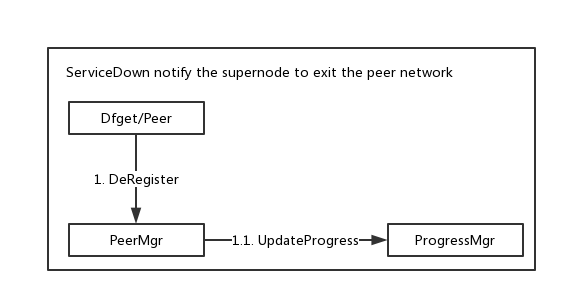 ServiceDown notify the supernode to exit the peer network
Dfget/Peer
1. DeRegister
PeerMgr
1.1. UpdateProgress
ProgressMgr